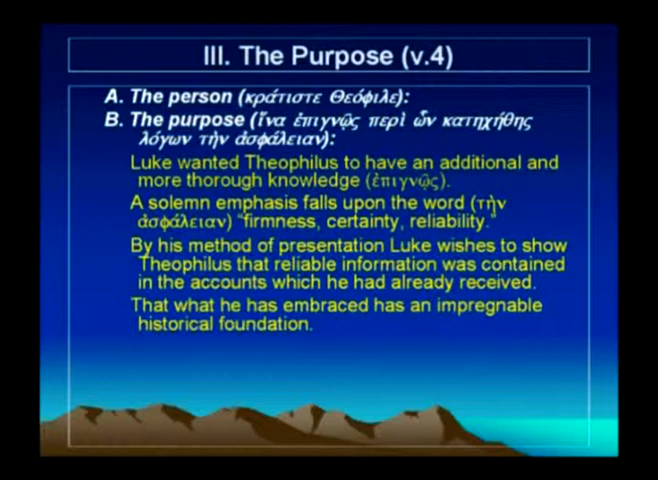 III. The Purpose (v.4)
A. The person (κράτιστε Θεόφιλε):
B. The purpose (ἵνα ἐπιγνῷς περὶ ὧν κατηχήθης
λόγων τὴν ἀσφάλειαν):
Luke wanted Theophilus to have an additional and
more thorough knowledge (ἐπιγνῷς).
A solemn emphasis falls upon the word (τὴν
ἀσφάλειαν) "firmness, certainty, reliability."
By his method of presentation Luke wishes to show
Theophilus that reliable information was contained
in the accounts which he had already received.
That what he has embraced has an impregnable
historical foundation.